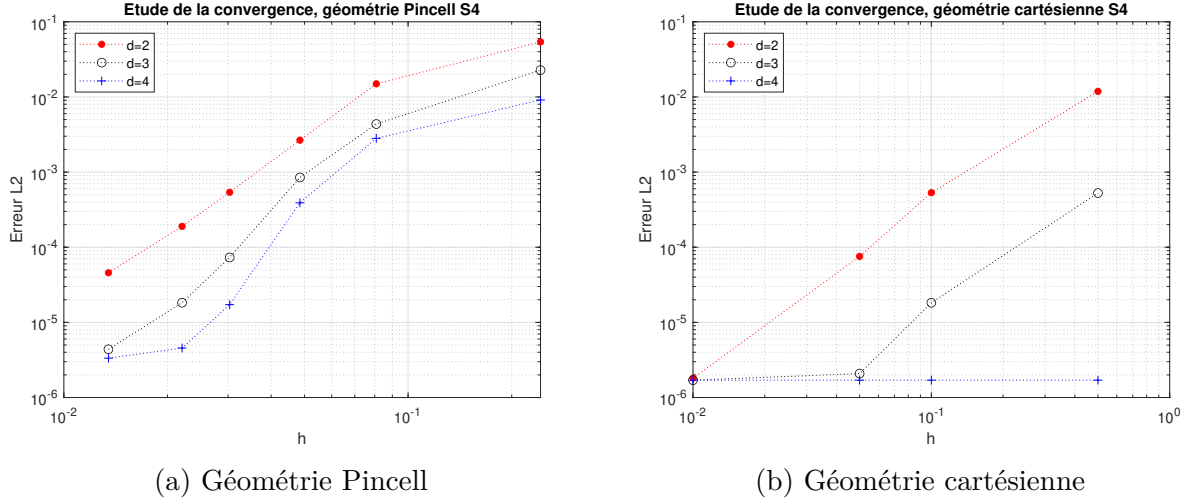 Etude de la convergence, géométrie Pincell S4
10-1
10-2
10-3
10-4
10-5
10-6
Erreur L2
d=2
d=3
d=4
10-2
10-1
h
(a) Géométrie Pincell
Etude de la convergence, géométrie cartésienne S4
10-1
10-2
10-3
10-4
10-5
10-6
Erreur L2
d=2
d=3
d=4
10-2
10-1
100
h
(b) Géométrie cartésienne